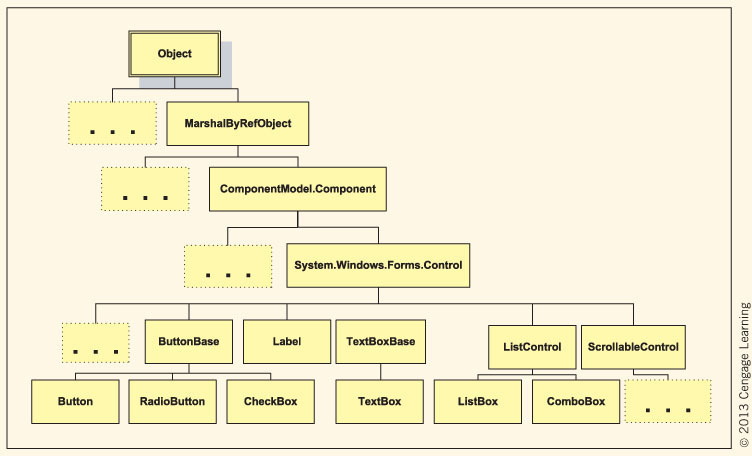 Object
. . .
MarshalByRefObject
. . .
ComponentModel.Component
. . .
System.Windows.Forms.Control
. . .
ButtonBase
Label
TextBoxBase
ListControl
ScrollableControl
Button
RadioButton
CheckBox
TextBox
ListBox
ComboBox
. . .
© 2013 Cengage Learning